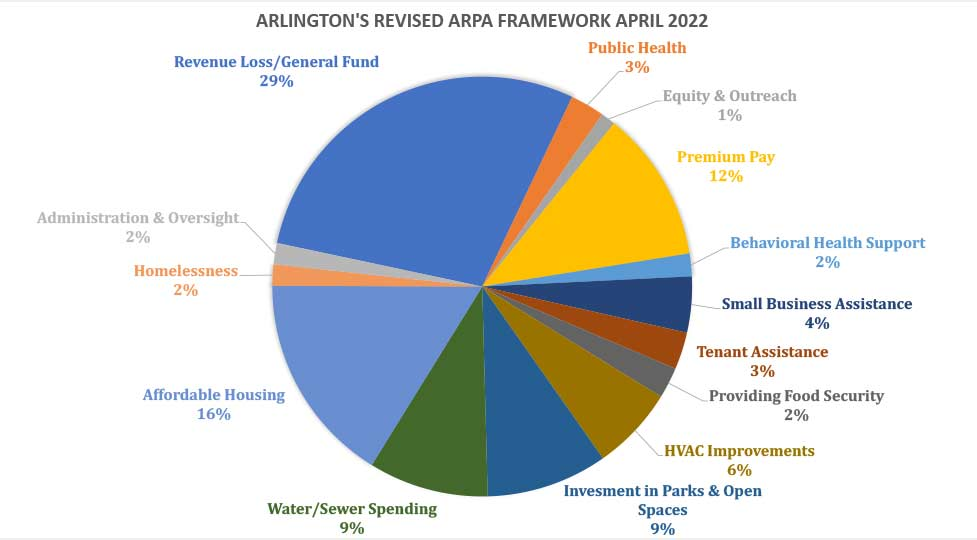 ARLINGTON'S REVISED ARPA FRAMEWORK APRIL 2022
Public Health
3%
Revenue Loss/General Fund
29%
Equity & Outreach
1%
Premium Pay
12%
Administration & Oversight
2%
Behavioral Health Support
2%
Homelessness
2%
Small Business Assistance
4%
Tenant Assistance
3%
Affordable Housing
16%
Providing Food Security
2%
HVAC Improvements
6%
Invesment in Parks & Open
Spaces
9%
Water/Sewer Spending
9%